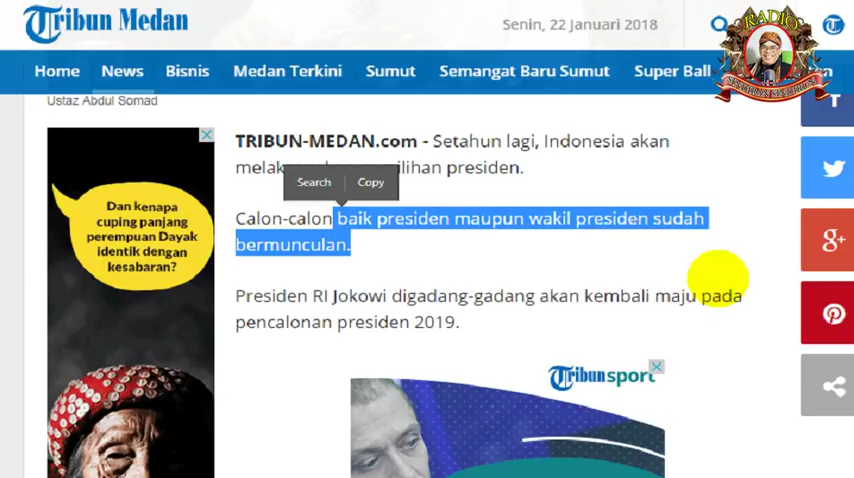 Tribun Medan
Senin, 22 Januari 2018
RADIO
Home News Bisnis Medan Terkini Sumut Semangat Baru Sumut Super Ball
Ustaz Abdul Somad
TRIBUN-MEDAN.com - Setahun lagi, Indonesia akan
pemilihan presiden.
Search Copy
Calon-calon baik presiden maupun wakil presiden sudah
bermunculan.
Presiden RI Jokowi digadang-gadang akan kembali maju pada
pencalonan presiden 2019.
Dan kenapa
cuping panjang
perempuan Dayak
identik dengan
kesabaran?
Tribun sport